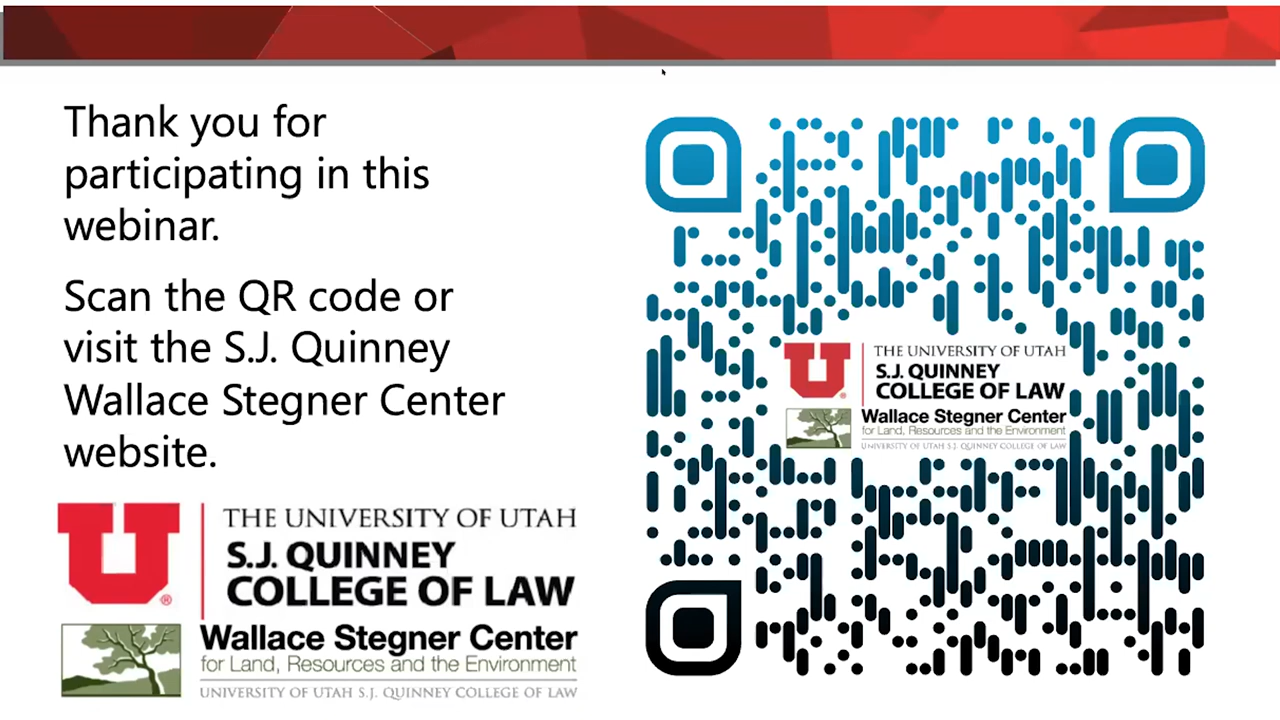 Thank you for
participating in this
webinar.
Scan the QR code or
visit the S.J. Quinney
Wallace Stegner Center
website.
U®
THE UNIVERSITY OF UTAH
S.J. QUINNEY
COLLEGE OF LAW
Wallace Stegner Center
for Land, Resources and the Environment
UNIVERSITY OF UTAH S.J. QUINNEY COLLEGE OF LAW
U
THE UNIVERSITY OF UTAH
S.J. QUINNEY
COLLEGE OF LAW
Wallace Stegner Center
for Land, Resources and the Environment
UNIVERSITY OF UTAH S.J. QUINNEY COLLEGE OF LAW